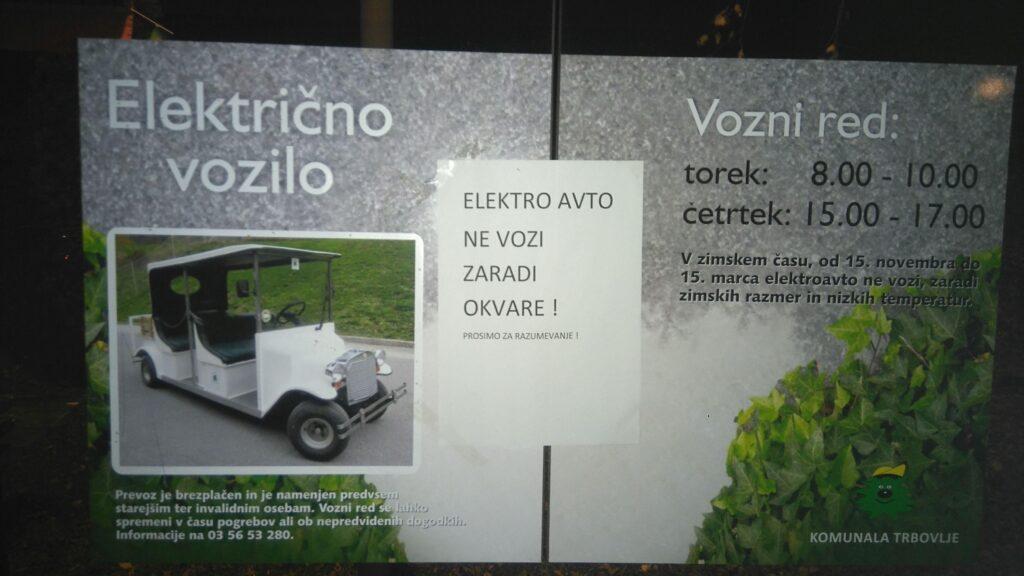 Električno
vozilo
Prevoz je brezplačen in je namenjen predvsem
starejšim ter invalidnim osebam. Vozni red se lahko
spremeni v času pogrebov ali ob nepredvidenih dogodkih.
Informacije na 03 56 53 280.
ELEKTRO AVTO
NE VOZI
ZARADI
OKVARE !
PROSIMO ZA RAZUMEVANJE !
Vozni red:
torek: 8.00 - 10.00
četrtek: 15.00 - 17.00
V zimskem času, od 15. novembra do
15. marca elektroavto ne vozi, zaradi
zimskih razmer in nizkih temperatur.
KOMUNALA TRBOVLJE